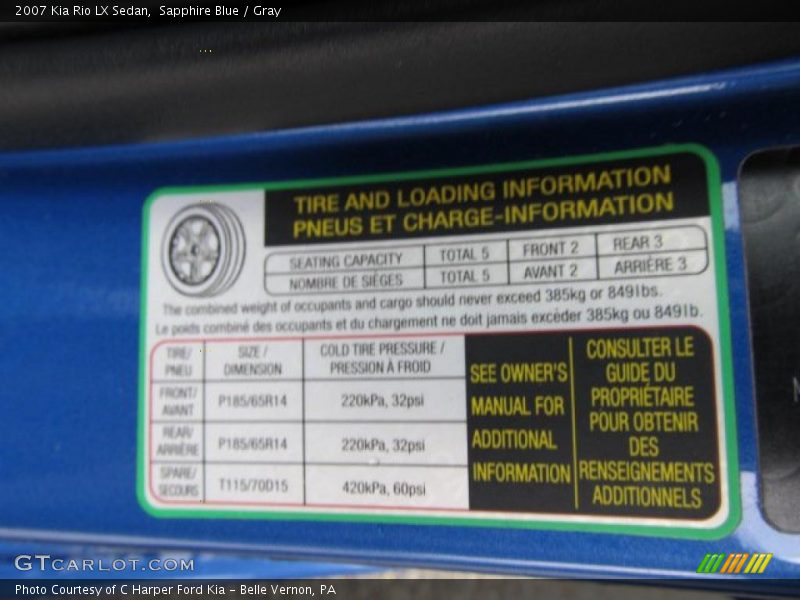 2007 Kia Rio LX Sedan, Sapphire Blue / Gray
TIRE AND LOADING INFORMATION
PNEUS ET CHARGE-INFORMATION
SEATING CAPACITY TOTAL 5 FRONT 2 REAR 3
NOMBRE DE SIÈGES TOTAL 5 AVANT 2 ARRIÈRE 3
The combined weight of occupants and cargo should never exceed 385kg or 849lbs.
Le poids combiné des occupants et du chargement ne doit jamais excéder 385kg ou 849lb.
TIRE/ SIZE / COLD TIRE PRESSURE /
PNEU DIMENSION PRESSION À FROID
FRONT/
AVANT P185/65R14 220kPa, 32psi
REAR/
ARRIÈRE P185/65R14 220kPa, 32psi
SPARE/
SECOURS T115/70D15 420kPa, 60psi
SEE OWNER'S
MANUAL FOR
ADDITIONAL
INFORMATION
CONSULTER LE
GUIDE DU
PROPRIÉTAIRE
POUR OBTENIR
DES
RENSEIGNEMENTS
ADDITIONNELS
GTCARLOT.COM
Photo Courtesy of C Harper Ford Kia – Belle Vernon, PA